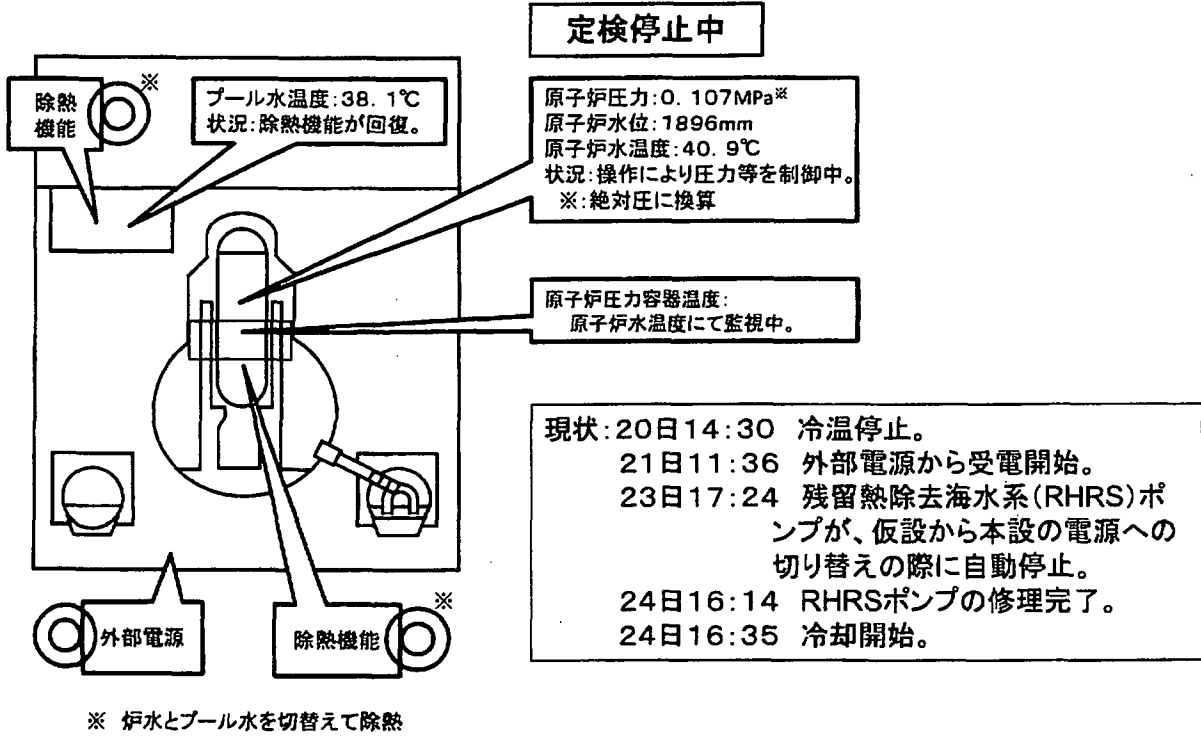 定検停止中
除熱
機能
※
プール水温度:38. 1℃
状況:除熱機能が回復。
原子炉圧力:0. 107MPa※
原子炉水位:1896mm
原子炉水温度:40. 9℃
状況:操作により圧力等を制御中。
※:絶対圧に換算
原子炉圧力容器温度:
原子炉水温度にて監視中。
現状:20日14:30 冷温停止。
21日11:36 外部電源から受電開始。
23日17:24 残留熱除去海水系(RHRS)ポ
ンプが、仮設から本設の電源への
切り替えの際に自動停止。
24日16:14 RHRSポンプの修理完了。
24日16:35 冷却開始。
外部電源
除熱機能
※
※ 炉水とプール水を切替えて除熱